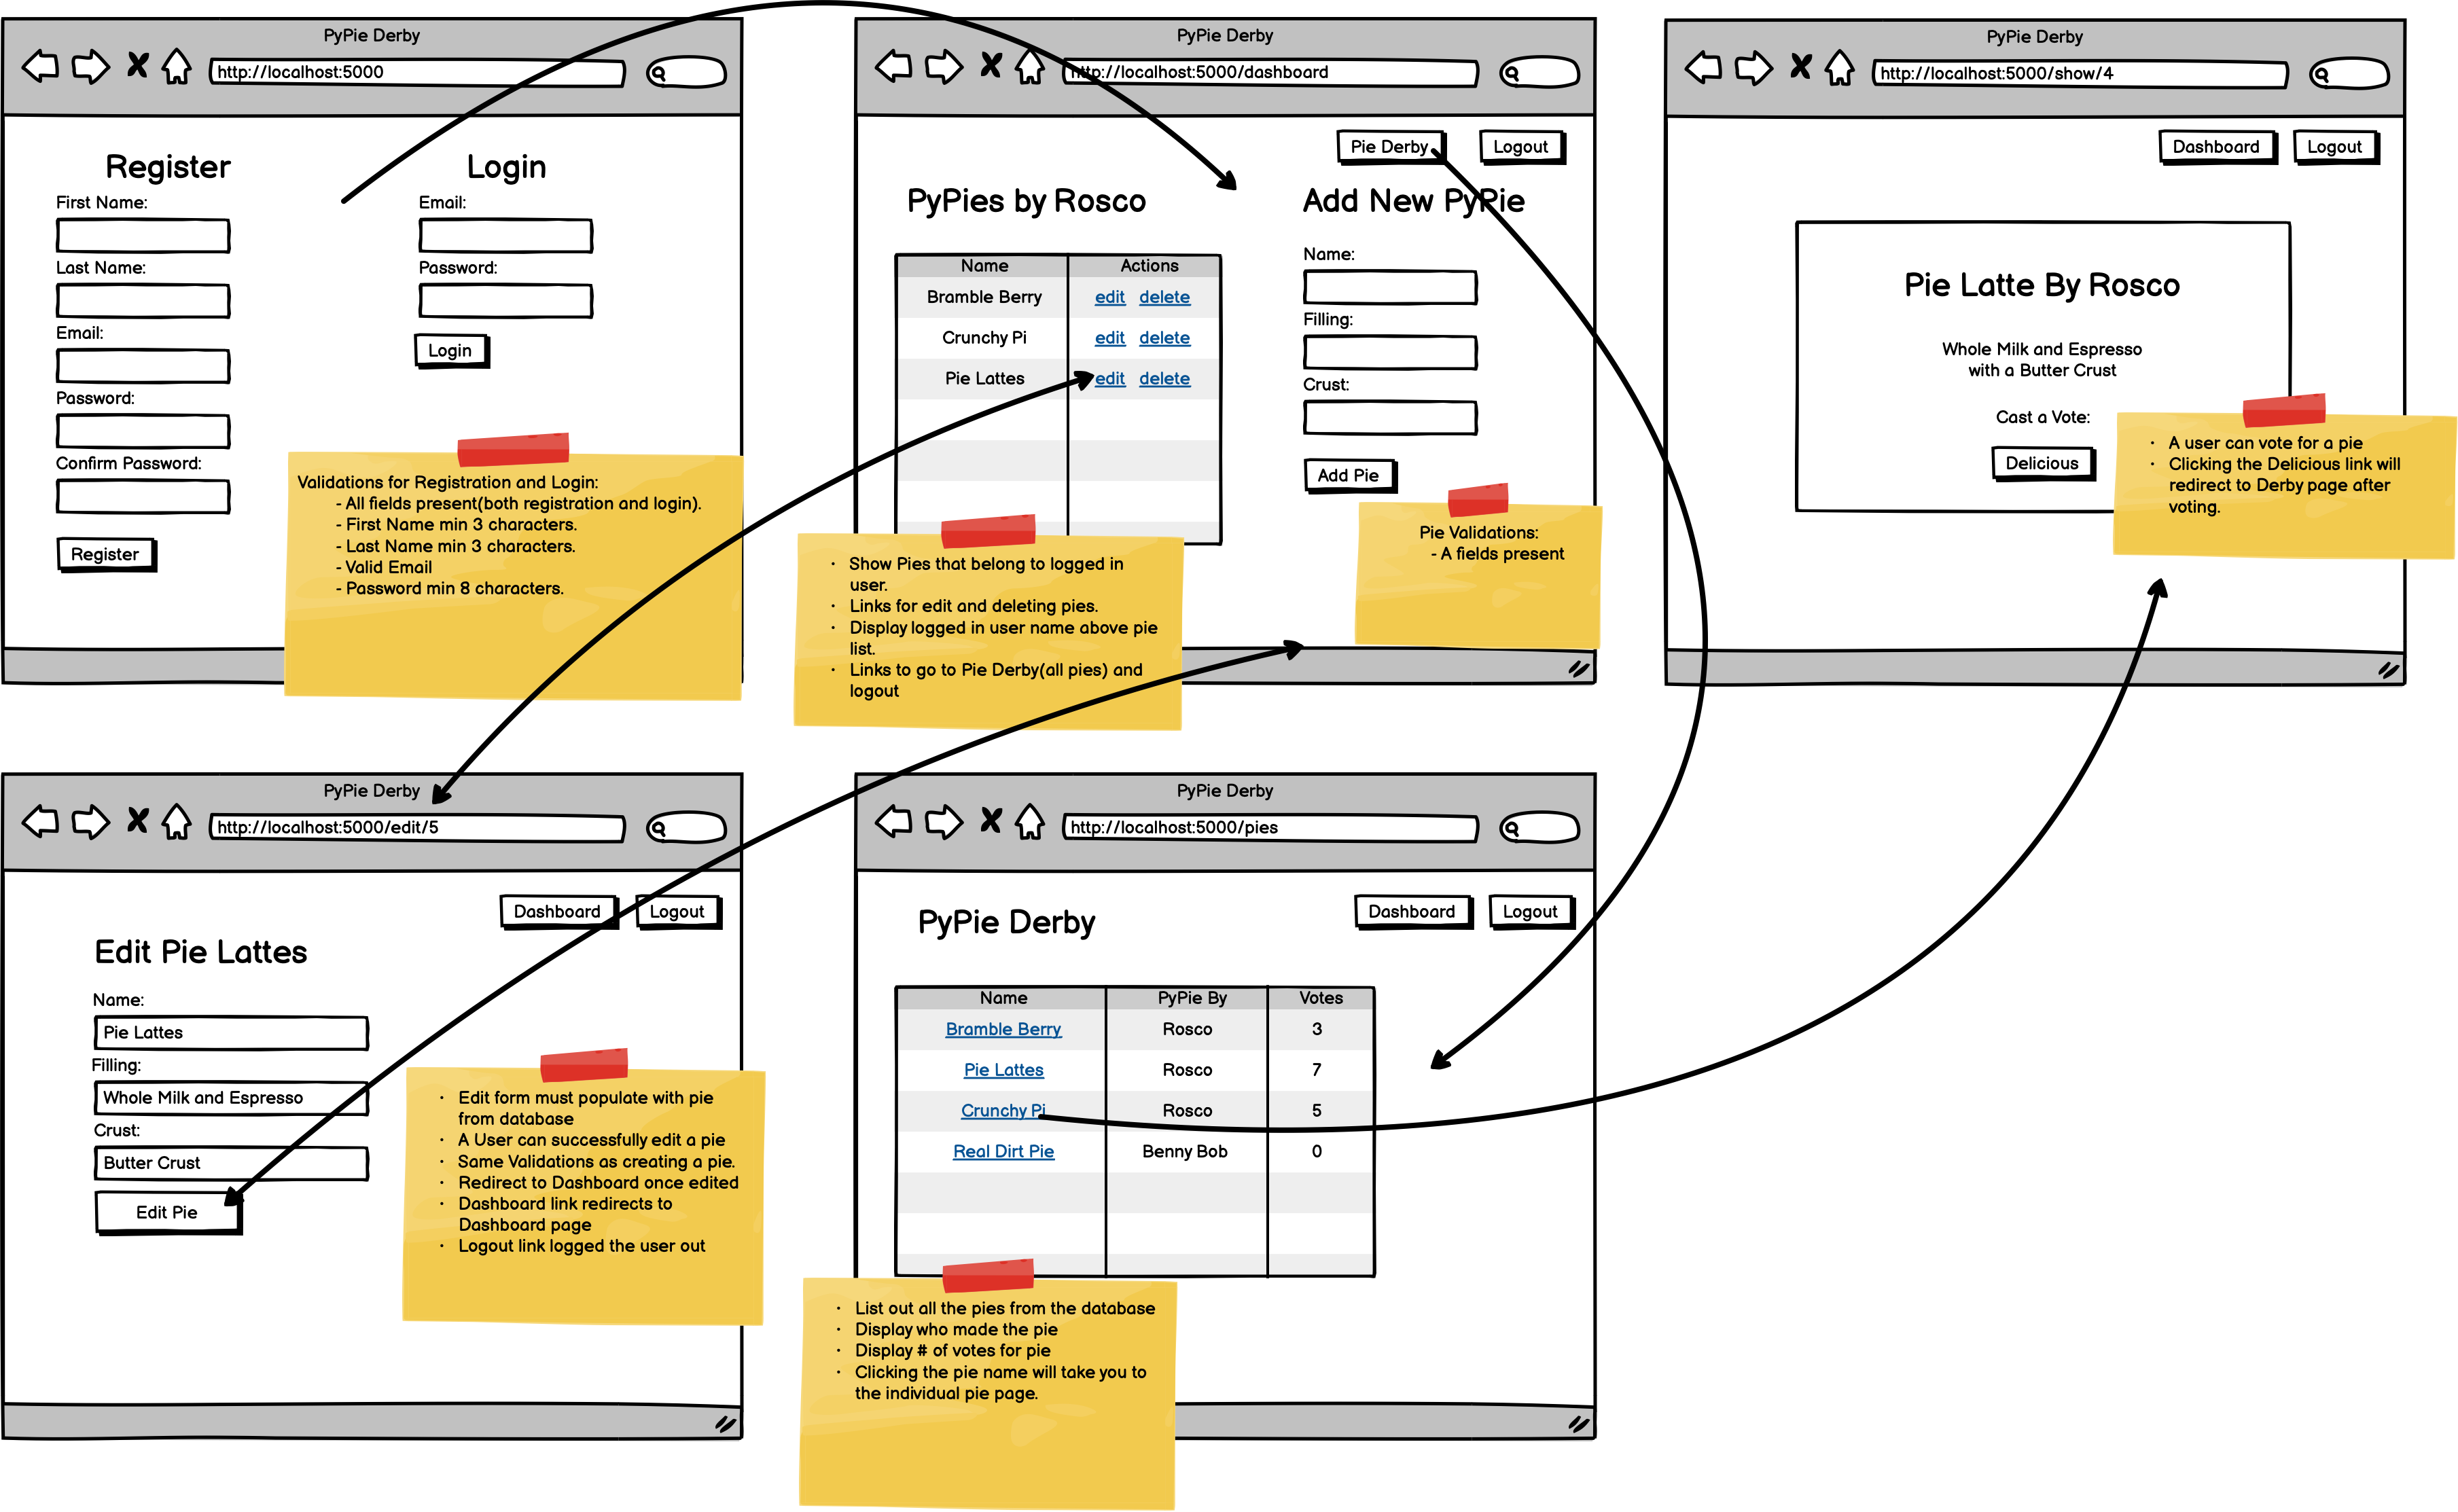 PyPie Derby
http://localhost:5000
Register
First Name:
Last Name:
Email:
Password:
Confirm Password:
Register
Login
Email:
Password:
Login
Validations for Registration and Login:
- All fields present(both registration and login).
- First Name min 3 characters.
- Last Name min 3 characters.
- Valid Email
- Password min 8 characters.
PyPie Derby
http://localhost:5000/dashboard
Pie Derby
Logout
PyPies by Rosco
Name Actions
Bramble Berry edit delete
Crunchy Pi edit delete
Pie Lattes edit delete
· Show Pies that belong to logged in
user.
· Links for edit and deleting pies.
· Display logged in user name above pie
list.
· Links to go to Pie Derby(all pies) and
logout
Add New PyPie
Name:
Filling:
Crust:
Add Pie
Pie Validations:
- A fields present
PyPie Derby
http://localhost:5000/show/4
Dashboard
Logout
Pie Latte By Rosco
Whole Milk and Espresso
with a Butter Crust
Cast a Vote:
Delicious
· A user can vote for a pie
· Clicking the Delicious link will
redirect to Derby page after
voting.
PyPie Derby
http://localhost:5000/edit/5
Dashboard
Logout
Edit Pie Lattes
Name:
Pie Lattes
Filling:
Whole Milk and Espresso
Crust:
Butter Crust
Edit Pie
· Edit form must populate with pie
from database
· A User can successfully edit a pie
· Same Validations as creating a pie.
· Redirect to Dashboard once edited
· Dashboard link redirects to
Dashboard page
· Logout link logged the user out
PyPie Derby
http://localhost:5000/pies
Dashboard
Logout
PyPie Derby
Name PyPie By Votes
Bramble Berry Rosco 3
Pie Lattes Rosco 7
Crunchy Pi Rosco 5
Real Dirt Pie Benny Bob 0
· List out all the pies from the database
· Display who made the pie
· Display # of votes for pie
· Clicking the pie name will take you to
the individual pie page.